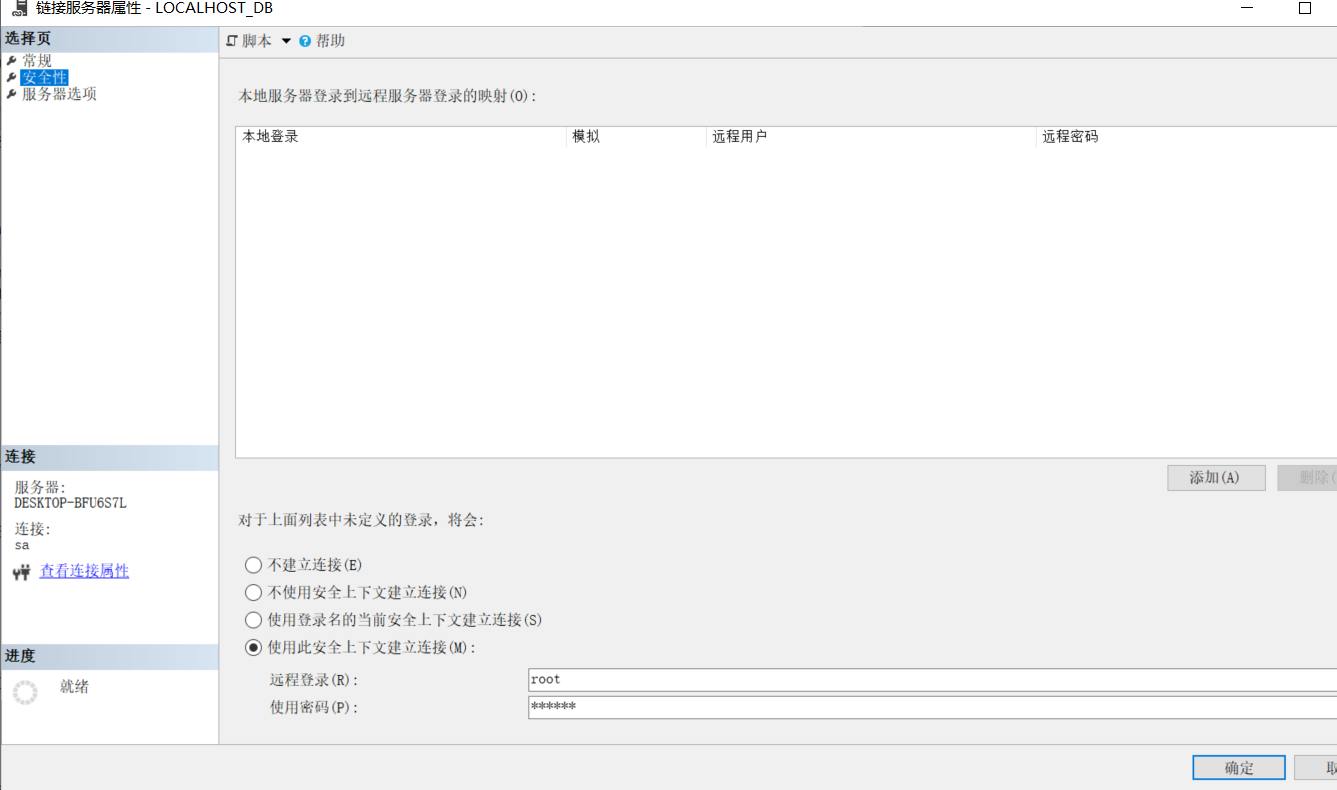 链接服务器属性 - LOCALHOST_DB
选择页
常规
安全性
服务器选项
脚本 帮助
本地服务器登录到远程服务器登录的映射(O):
本地登录 模拟 远程用户 远程密码
添加(A) 删除(
对于上面列表中未定义的登录，将会:
不建立连接(E)
不使用安全上下文建立连接(N)
使用登录名的当前安全上下文建立连接(S)
使用此安全上下文建立连接(M):
远程登录(R): root
使用密码(P): ******
连接
服务器:
DESKTOP-BFU6S7L
连接:
sa
查看连接属性
进度
就绪
确定